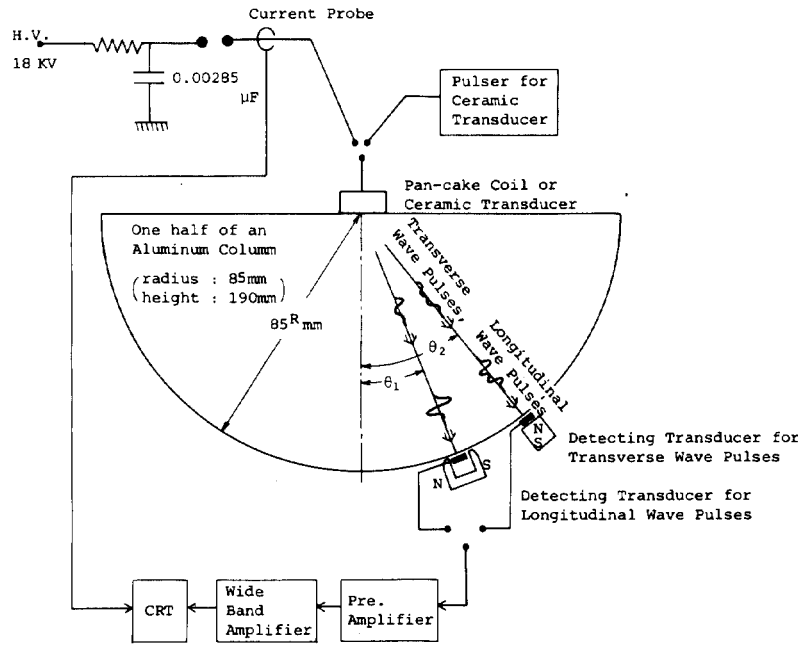 Current Probe
H.V.
18 KV
0.00285
μF
Pulser for
Ceramic
Transducer
Pan-cake Coil or
Ceramic Transducer
One half of an
Aluminum Columm
(radius : 85mm
height : 190mm)
85R mm
Transverse
Wave Pulses,
Longitudinal
Wave Pulses
θ2
θ1
N
S
N
S
Detecting Transducer for
Transverse Wave Pulses
Detecting Transducer for
Longitudinal Wave Pulses
CRT
Wide
Band
Amplifier
Pre.
Amplifier